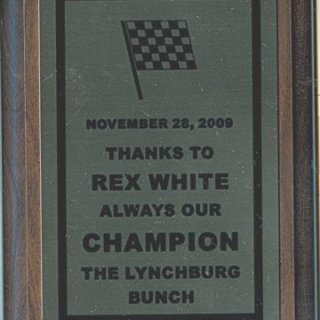 NOVEMBER 28, 2009
THANKS TO
REX WHITE
ALWAYS OUR
CHAMPION
THE LYNCHBURG
BUNCH